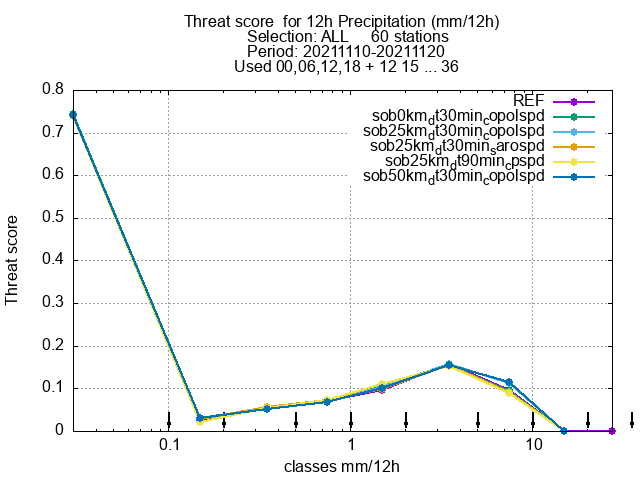 Threat score  for 12h Precipitation (mm/12h)
Selection: ALL     60 stations
Period: 20211110-20211120
Used 00,06,12,18 + 12 15 ... 36
REF
sob0km_dt30min_copolspd
sob25km_dt30min_copolspd
sob25km_dt30min_sarospd
sob25km_dt90min_cpspd
sob50km_dt30min_copolspd
0.8
0.7
0.6
0.5
0.4
0.3
0.2
0.1
0
Threat score
0.1 1 10
classes mm/12h